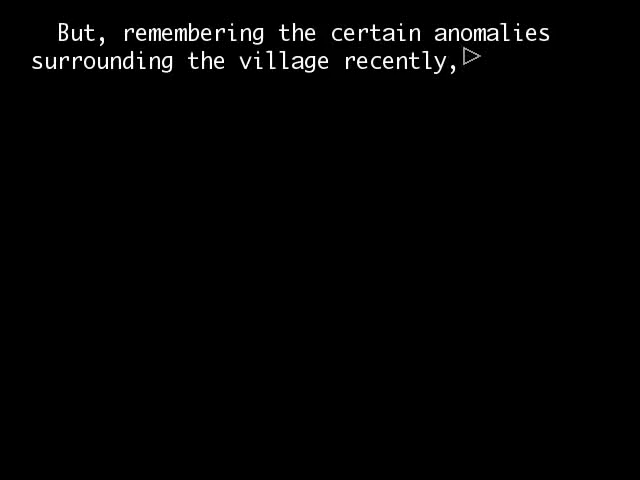 But, remembering the certain anomalies
surrounding the village recently,